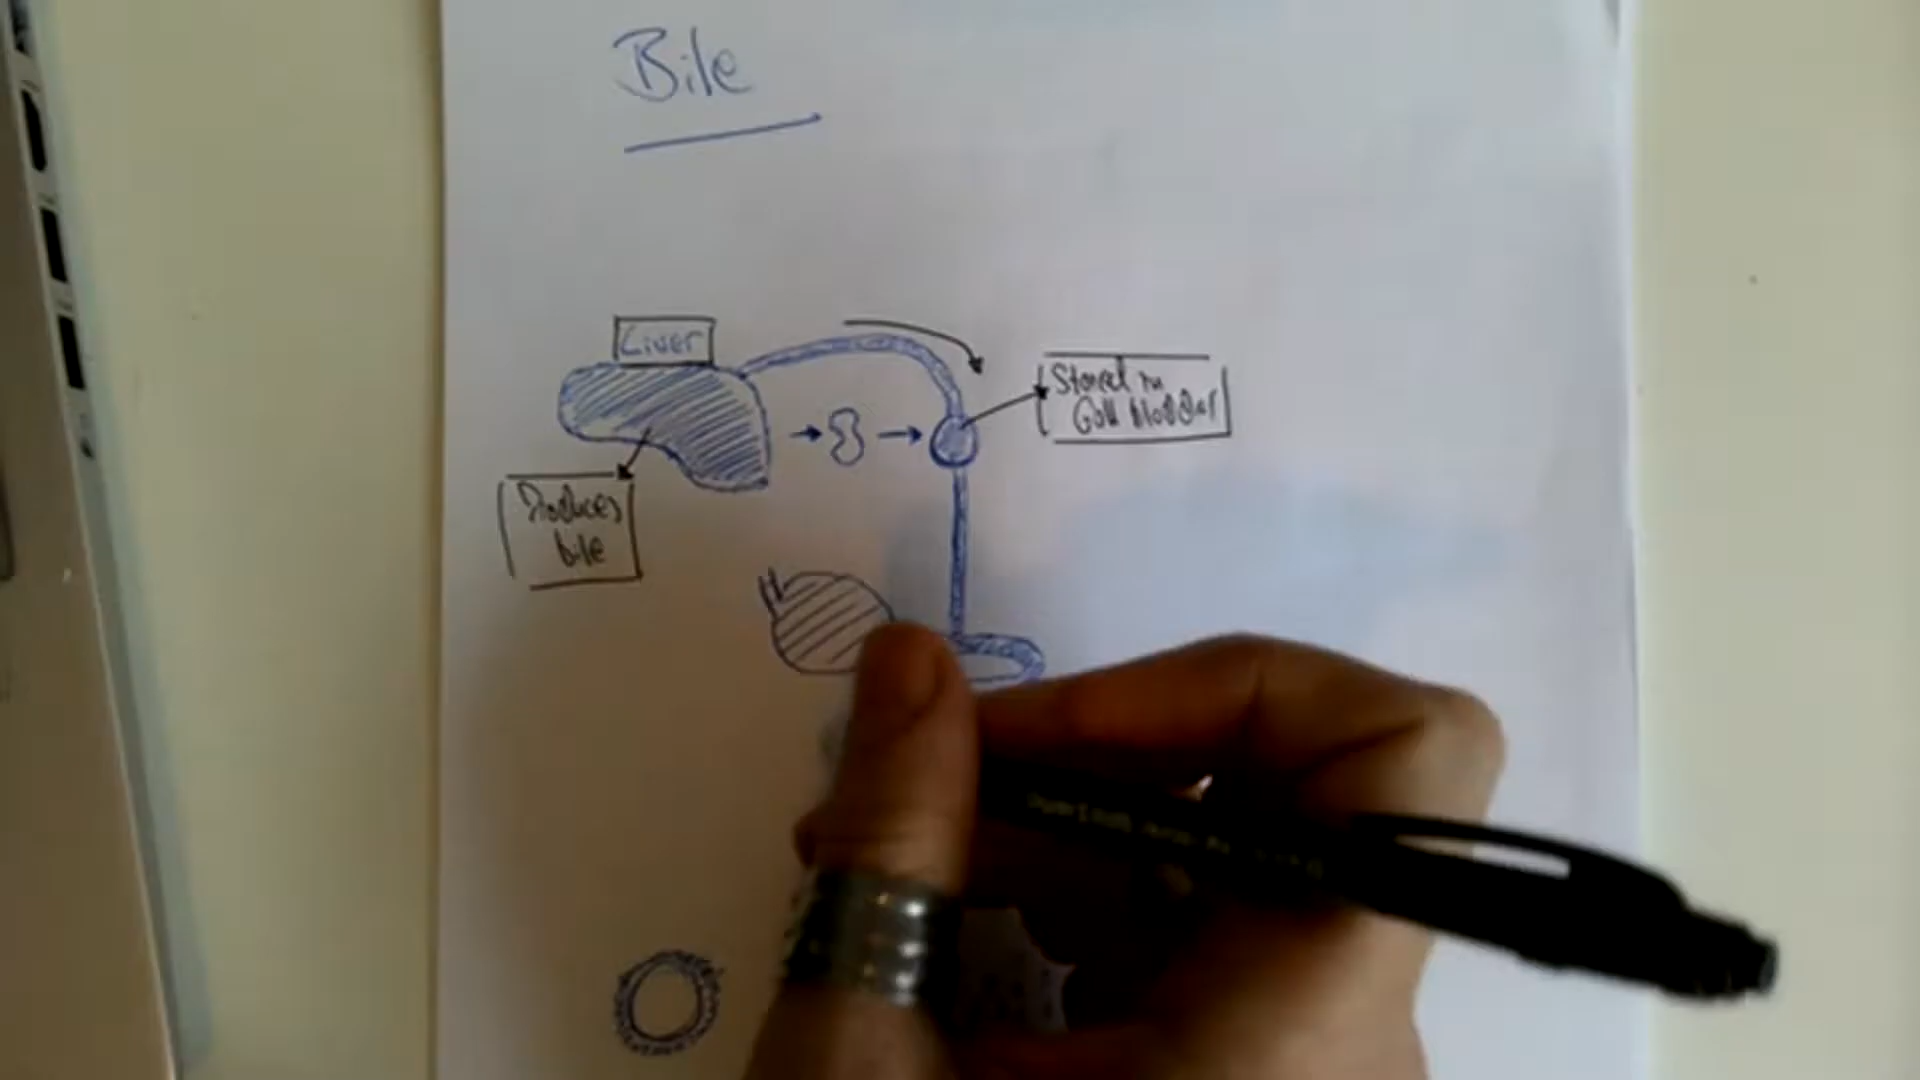 Bile
Liver
Stored in
Gall bladder
Produces
bile